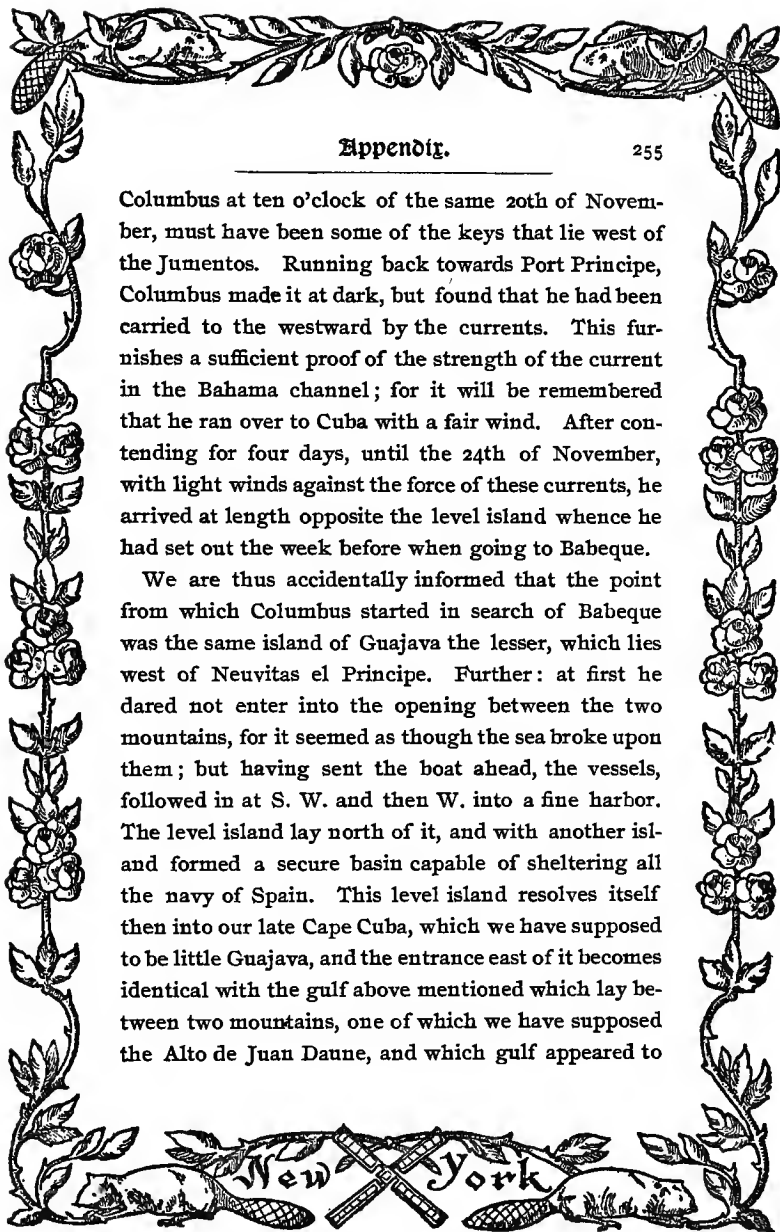 Appendix. 255
Columbus at ten o'clock of the same 20th of Novem-
ber, must have been some of the keys that lie west of
the Jumentos. Running back towards Port Principe,
Columbus made it at dark, but found that he had been
carried to the westward by the currents. This fur-
nishes a sufficient proof of the strength of the current
in the Bahama channel; for it will be remembered
that he ran over to Cuba with a fair wind. After con-
tending for four days, until the 24th of November,
with light winds against the force of these currents, he
arrived at length opposite the level island whence he
had set out the week before when going to Babeque.
We are thus accidentally informed that the point
from which Columbus started in search of Babeque
was the same island of Guajava the lesser, which lies
west of Neuvitas el Principe. Further: at first he
dared not enter into the opening between the two
mountains, for it seemed as though the sea broke upon
them; but having sent the boat ahead, the vessels,
followed in at S. W. and then W. into a fine harbor.
The level island lay north of it, and with another isl-
and formed a secure basin capable of sheltering all
the navy of Spain. This level island resolves itself
then into our late Cape Cuba, which we have supposed
to be little Guajava, and the entrance east of it becomes
identical with the gulf above mentioned which lay be-
tween two mountains, one of which we have supposed
the Alto de Juan Daune, and which gulf appeared to
New York